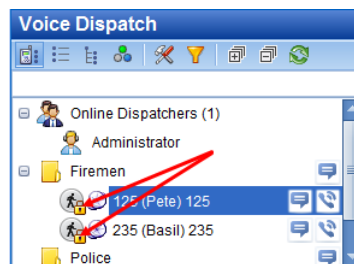 Voice Dispatch
Online Dispatchers (1)
Administrator
Firemen
125 (Pete) 125
235 (Basil) 235
Police